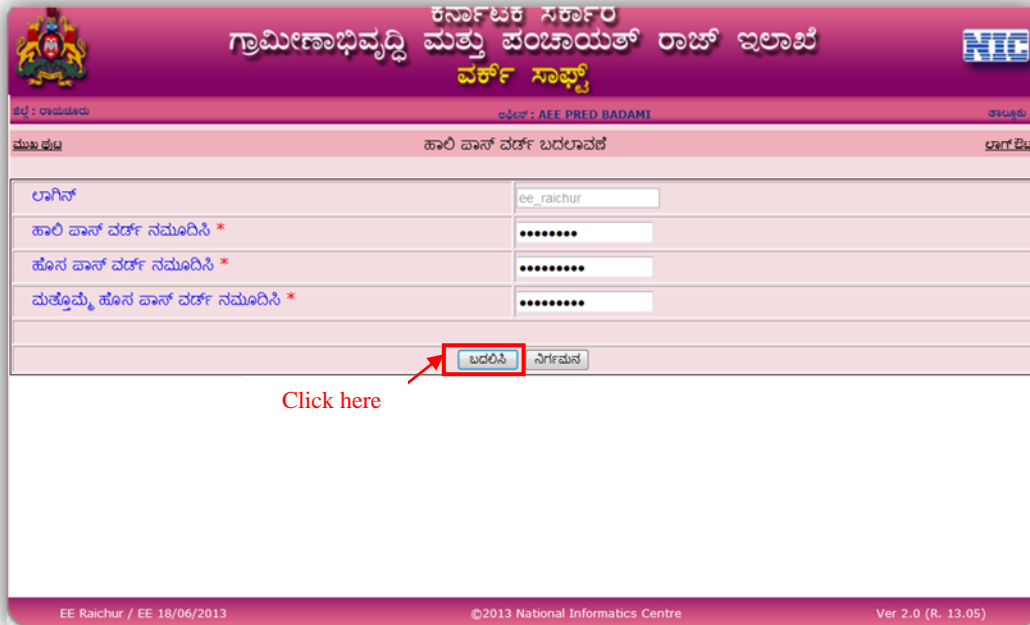 ಕರ್ನಾಟಕ ಸರ್ಕಾರ
ಗ್ರಾಮೀಣಾಭಿವೃದ್ಧಿ ಮತ್ತು ಪಂಚಾಯತ್ ರಾಜ್ ಇಲಾಖೆ
ವರ್ಕ್ ಸಾಫ್ಟ್
NIC
ಜಿಲ್ಲೆ : ರಾಯಚೂರು ಆಫೀಸ್ : AEE PRED BADAMI ತಾಲ್ಲೂಕು
ಮುಖ ಪುಟ ಹಾಲಿ ಪಾಸ್ ವರ್ಡ್ ಬದಲಾವಣೆ ಲಾಗ್ ಔಟ
ಲಾಗಿನ್ ee_raichur
ಹಾಲಿ ಪಾಸ್ ವರ್ಡ್ ನಮೂದಿಸಿ * ••••••••
ಹೊಸ ಪಾಸ್ ವರ್ಡ್ ನಮೂದಿಸಿ * •••••••••
ಮತ್ತೊಮ್ಮೆ ಹೊಸ ಪಾಸ್ ವರ್ಡ್ ನಮೂದಿಸಿ * •••••••••
ಬದಲಿಸಿ ನಿರ್ಗಮನ
Click here
EE Raichur / EE 18/06/2013 ©2013 National Informatics Centre Ver 2.0 (R. 13.05)